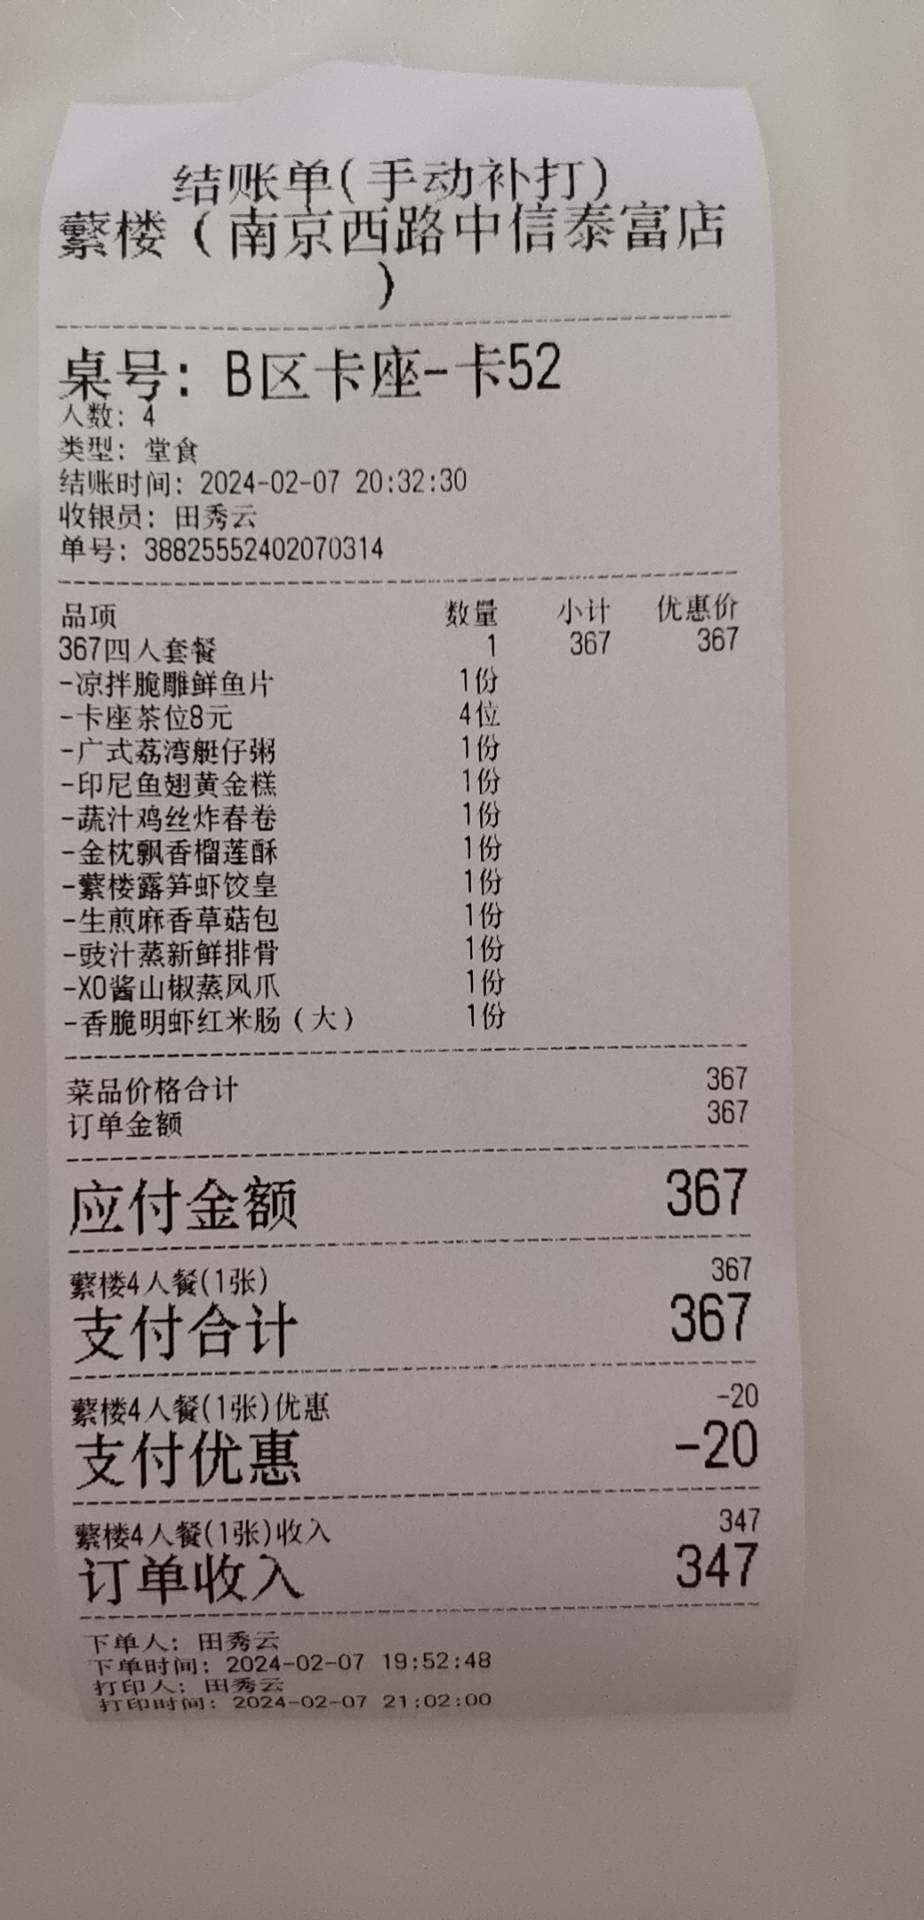 结账单(手动补打)
蘩楼（南京西路中信泰富店
）
桌号: B区卡座-卡52
人数: 4
类型: 堂食
结账时间: 2024-02-07 20:32:30
收银员: 田秀云
单号: 38825552402070314
品项 数量 小计 优惠价
367四人套餐 1 367 367
-凉拌脆雕鲜鱼片 1份
-卡座茶位8元 4位
-广式荔湾艇仔粥 1份
-印尼鱼翅黄金糕 1份
-蔬汁鸡丝炸春卷 1份
-金枕飘香榴莲酥 1份
-蘩楼露笋虾饺皇 1份
-生煎麻香草菇包 1份
-豉汁蒸新鲜排骨 1份
-XO酱山椒蒸凤爪 1份
-香脆明虾红米肠（大） 1份
菜品价格合计 367
订单金额 367
应付金额 367
蘩楼4人餐(1张) 367
支付合计 367
蘩楼4人餐(1张)优惠 -20
支付优惠 -20
蘩楼4人餐(1张)收入 347
订单收入 347
下单人: 田秀云
下单时间: 2024-02-07 19:52:48
打印人: 田秀云
打印时间: 2024-02-07 21:02:00